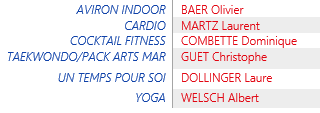 AVIRON INDOOR BAER Olivier
CARDIO MARTZ Laurent
COCKTAIL FITNESS COMBETTE Dominique
TAEKWONDO/PACK ARTS MAR GUET Christophe
UN TEMPS POUR SOI DOLLINGER Laure
YOGA WELSCH Albert